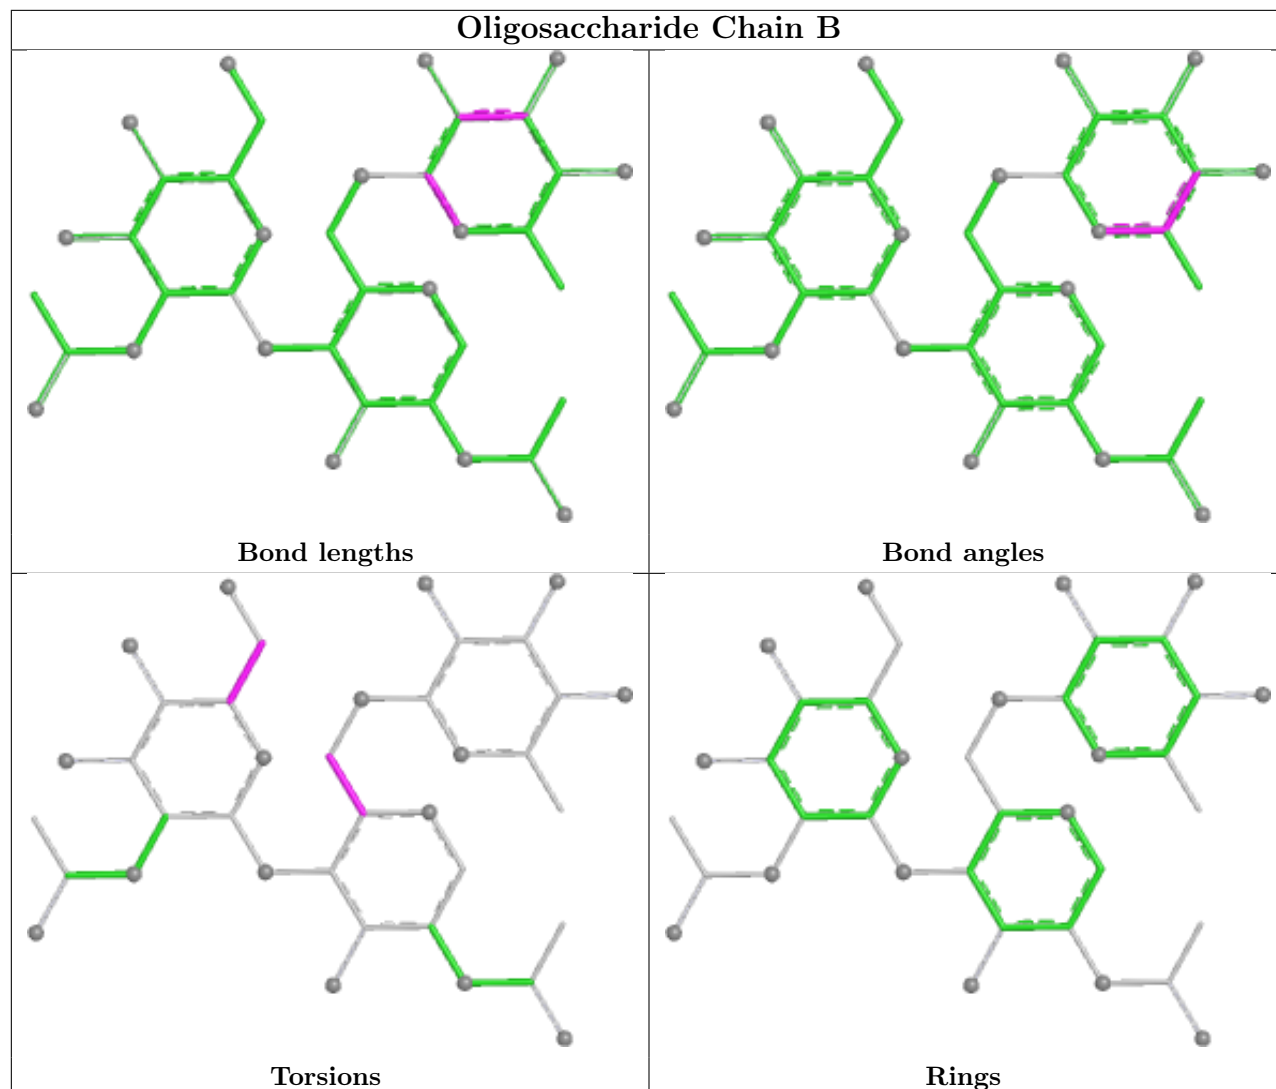 Oligosaccharide Chain B
Bond lengths
Bond angles
Torsions
Rings